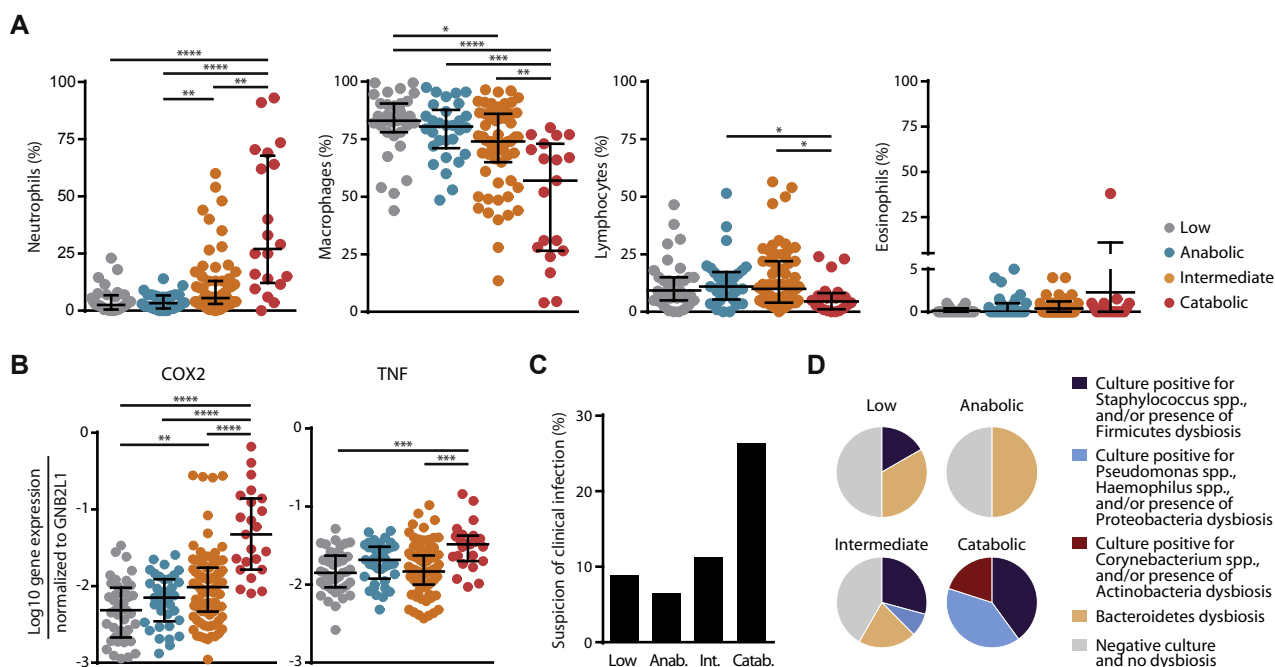 A
Neutrophils (%)
100
75
50
25
0
****
****
**
**
Macrophages (%)
100
75
50
25
0
*
****
***
**
Lymphocytes (%)
100
75
50
25
0
*
*
Eosinophils (%)
100
75
50
5
0
Low
Anabolic
Intermediate
Catabolic
B
Log10 gene expression
normalized to GNB2L1
COX2
0
-1
-2
-3
****
****
**
****
TNF
0
-1
-2
-3
***
***
C
Suspicion of clinical infection (%)
30
20
10
0
Low
Anab.
Int.
Catab.
D
Low
Anabolic
Intermediate
Catabolic
Culture positive for
Staphylococcus spp.,
and/or presence of
Firmicutes dysbiosis
Culture positive for
Pseudomonas spp.,
Haemophilus spp.,
and/or presence of
Proteobacteria dysbiosis
Culture positive for
Corynebacterium spp.,
and/or presence of
Actinobacteria dysbiosis
Bacteroidetes dysbiosis
Negative culture
and no dysbiosis